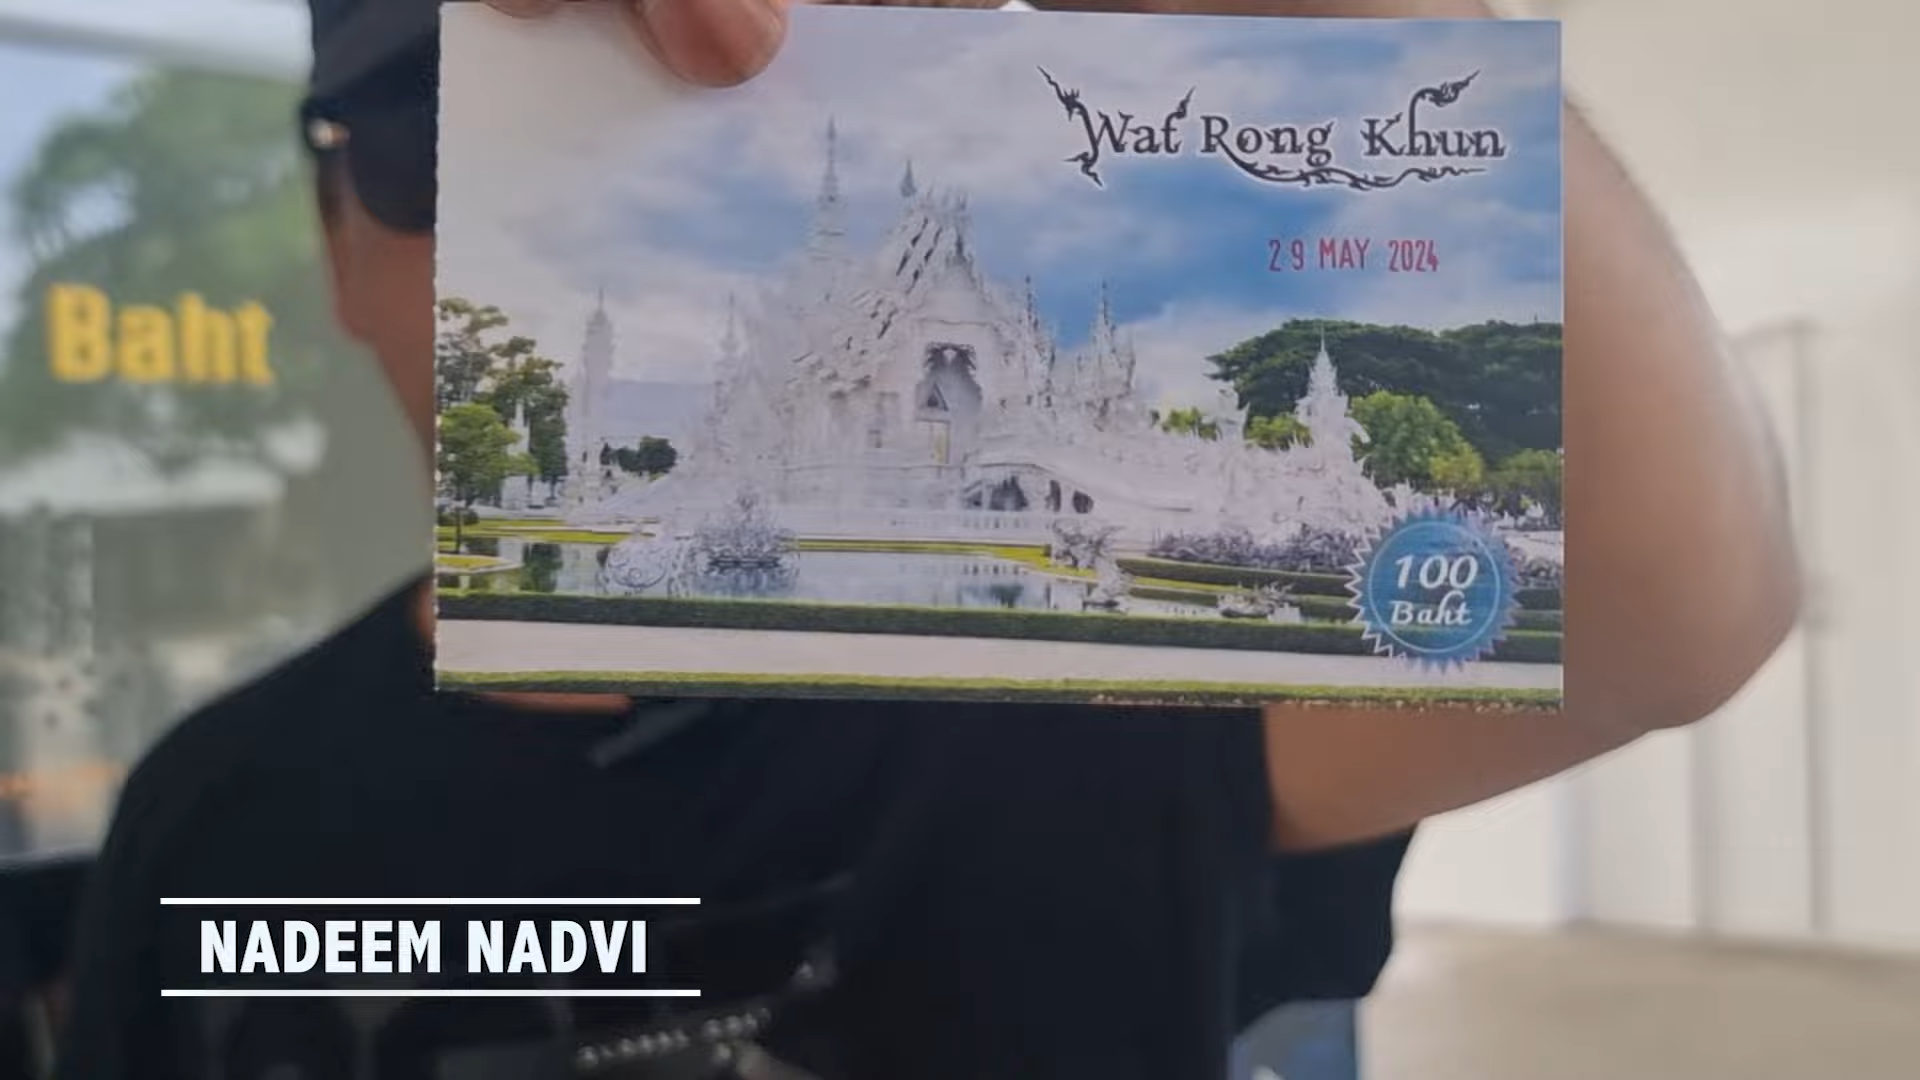 Wat Rong Khun
29 MAY 2024
Baht
100
Baht
NADEEM NADVI